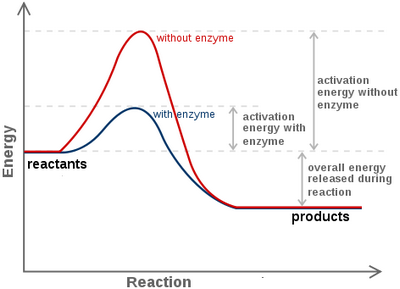 without enzyme
activation
energy without
enzyme
with enzyme
activation
energy with
enzyme
Energy
reactants
overall energy
released during
reaction
products
Reaction